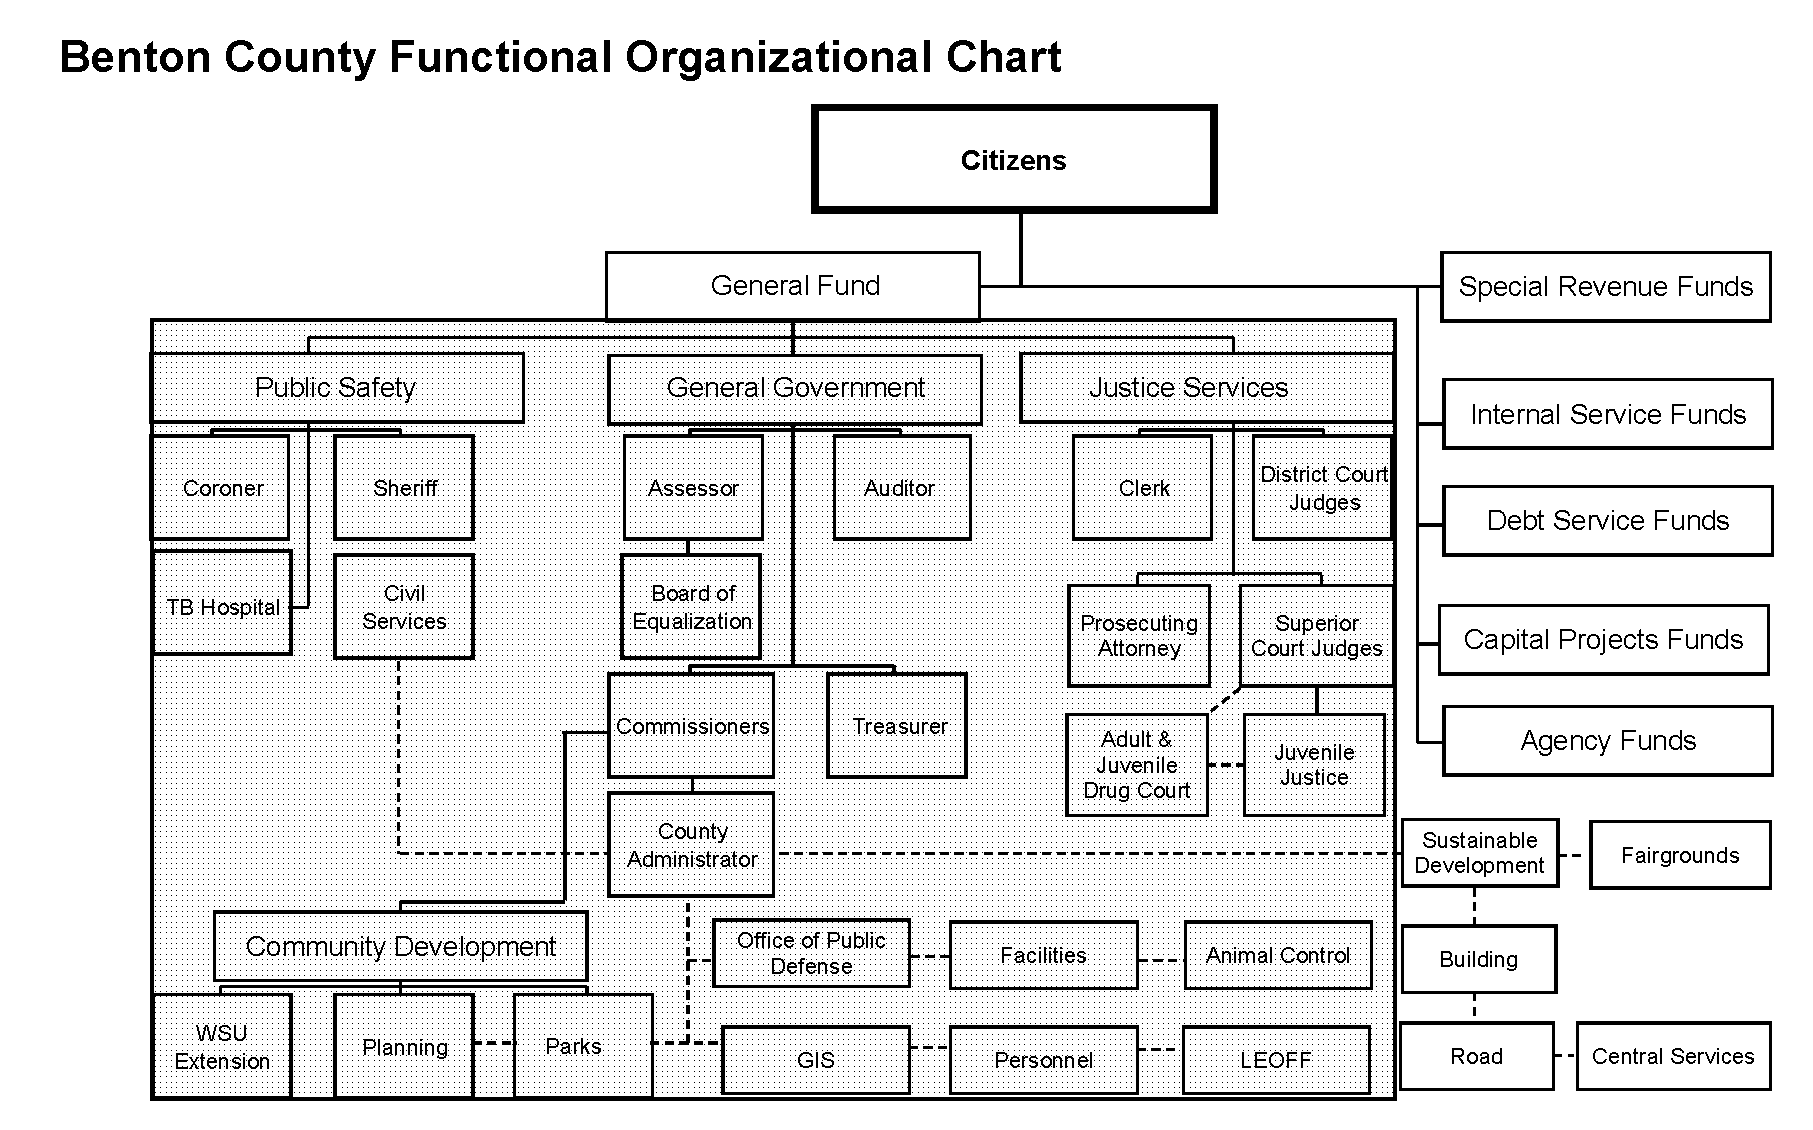 Benton County Functional Organizational Chart
Citizens
General Fund
Special Revenue Funds
Public Safety
General Government
Justice Services
Internal Service Funds
Coroner
Sheriff
Assessor
Auditor
Clerk
District Court
Judges
Debt Service Funds
TB Hospital
Civil
Services
Board of
Equalization
Prosecuting
Attorney
Superior
Court Judges
Capital Projects Funds
Commissioners
Treasurer
Adult &
Juvenile
Drug Court
Juvenile
Justice
Agency Funds
County
Administrator
Sustainable
Development
Fairgrounds
Community Development
Office of Public
Defense
Facilities
Animal Control
Building
WSU
Extension
Planning
Parks
GIS
Personnel
LEOFF
Road
Central Services